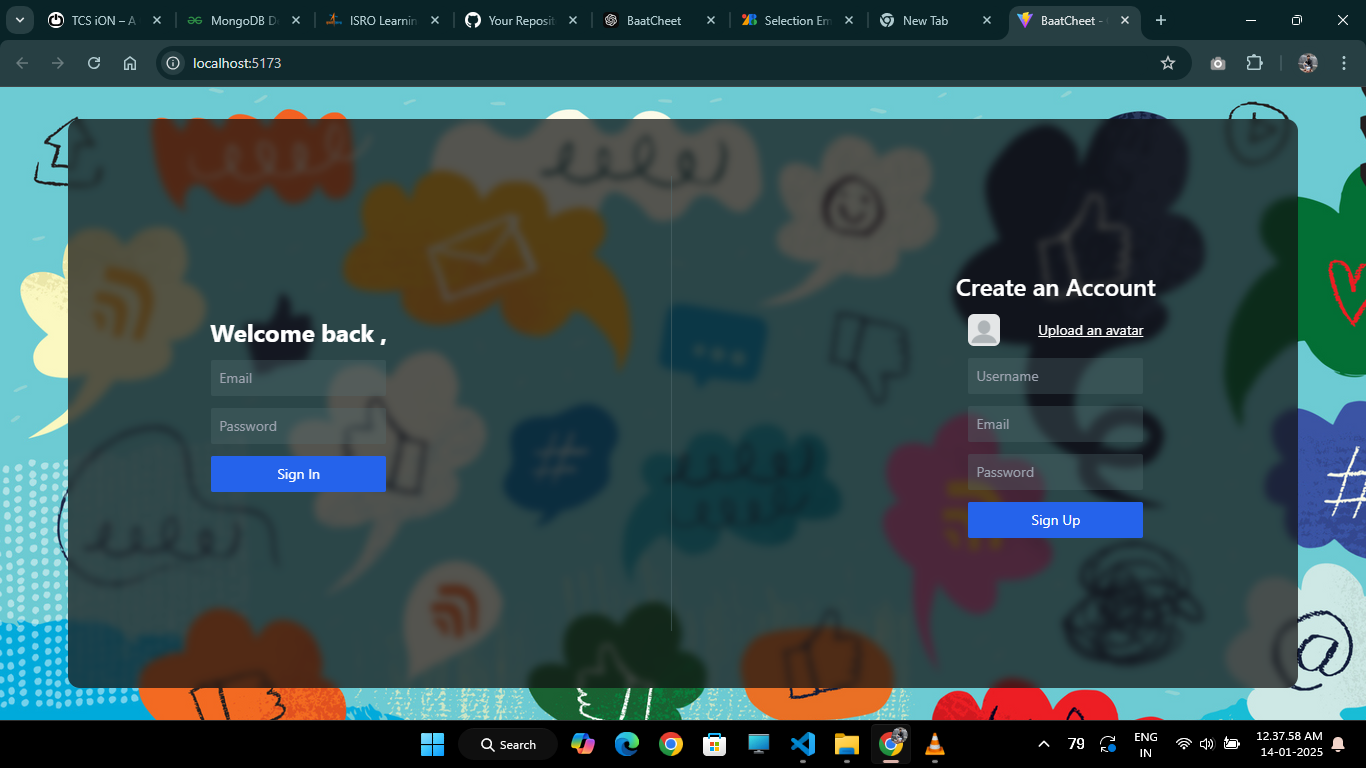 TCS iON – A
MongoDB D
ISRO Learnin
Your Reposit
BaatCheet
Selection Em
New Tab
BaatCheet -
localhost:5173
Welcome back ,
Email
Password
Sign In
Create an Account
Upload an avatar
Username
Email
Password
Sign Up
#
#
@
Search
79
ENG
IN
12.37.58 AM
14-01-2025